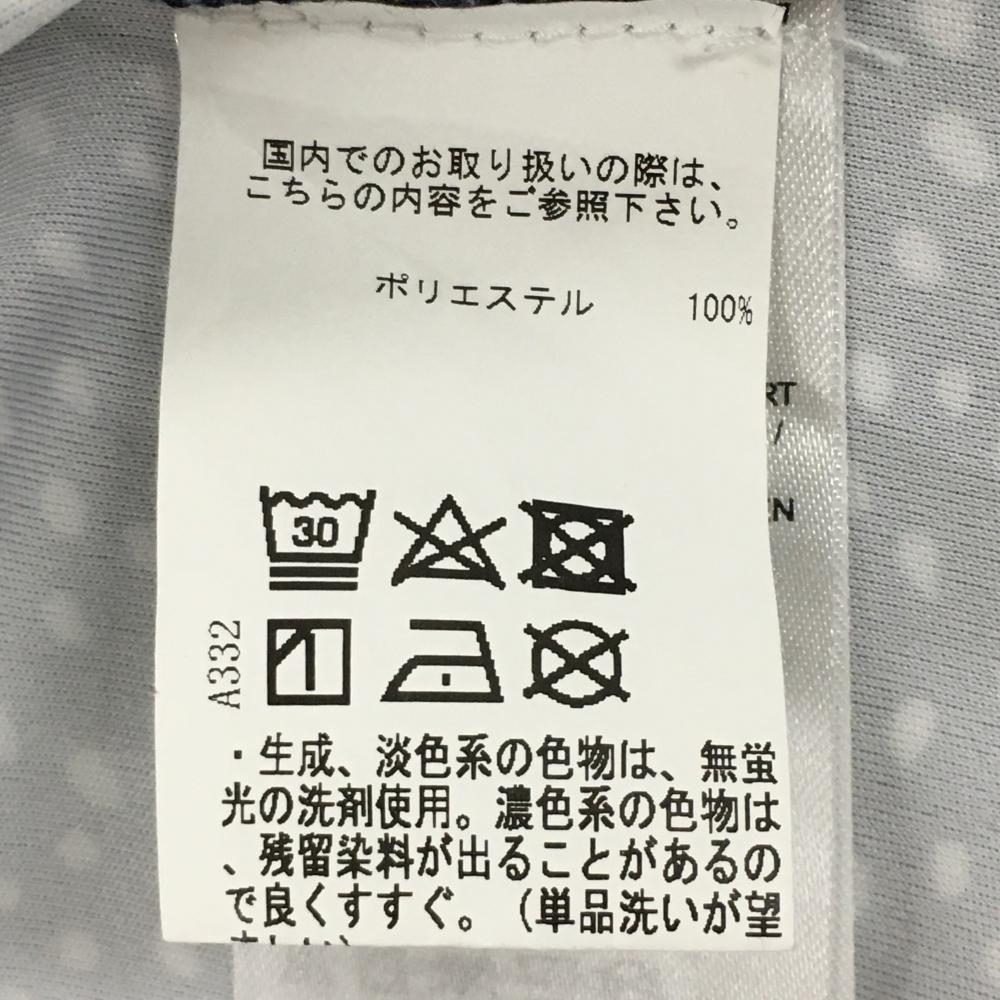 国内でのお取り扱いの際は、
こちらの内容をご参照下さい。
ポリエステル 100%
RT
/
EN
30
A332
・生成、淡色系の色物は、無蛍
光の洗剤使用。濃色系の色物は
、残留染料が出ることがあるの
で良くすすぐ。（単品洗いが望